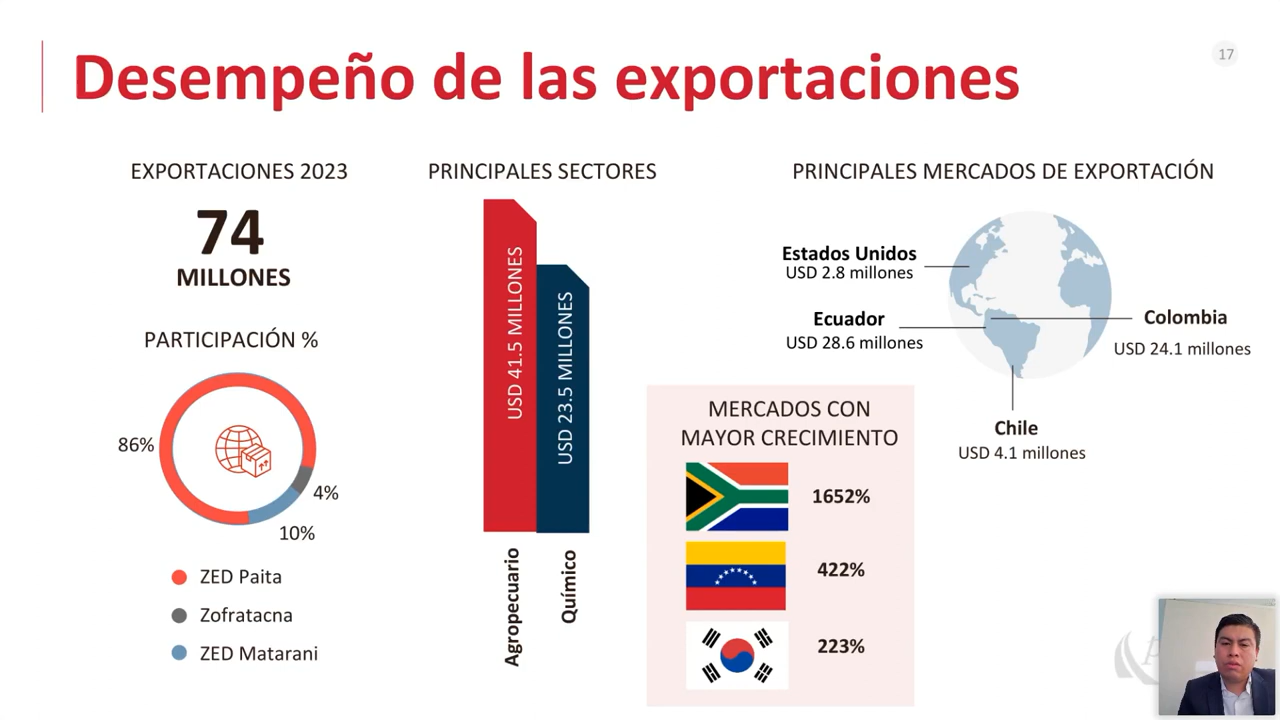 Desempeño de las exportaciones
17
EXPORTACIONES 2023
74
MILLONES
PARTICIPACIÓN %
86%
4%
10%
ZED Paita
Zofratacna
ZED Matarani
PRINCIPALES SECTORES
USD 41.5 MILLONES
USD 23.5 MILLONES
Agropecuario
Químico
PRINCIPALES MERCADOS DE EXPORTACIÓN
Estados Unidos
USD 2.8 millones
Ecuador
USD 28.6 millones
Colombia
USD 24.1 millones
Chile
USD 4.1 millones
MERCADOS CON
MAYOR CRECIMIENTO
1652%
422%
223%